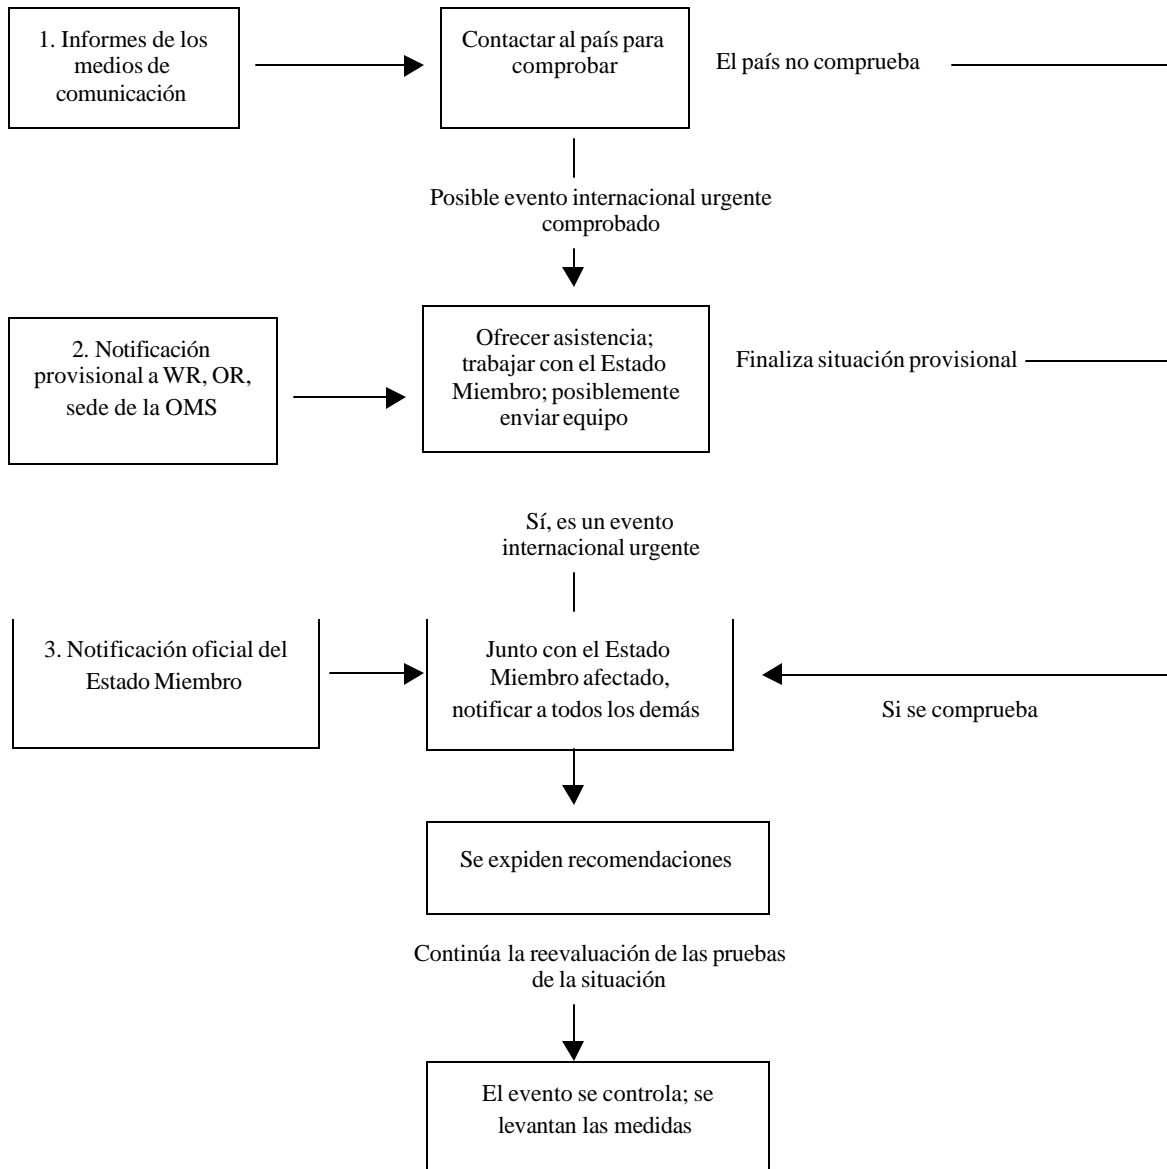 1. Informes de los
medios de
comunicación
Contactar al país para
comprobar
El país no comprueba
Posible evento internacional urgente
comprobado
2. Notificación
provisional a WR, OR,
sede de la OMS
Ofrecer asistencia;
trabajar con el Estado
Miembro; posiblemente
enviar equipo
Finaliza situación provisional
Sí, es un evento
internacional urgente
3. Notificación oficial del
Estado Miembro
Junto con el Estado
Miembro afectado,
notificar a todos los demás
Si se comprueba
Se expiden recomendaciones
Continúa la reevaluación de las pruebas
de la situación
El evento se controla; se
levantan las medidas